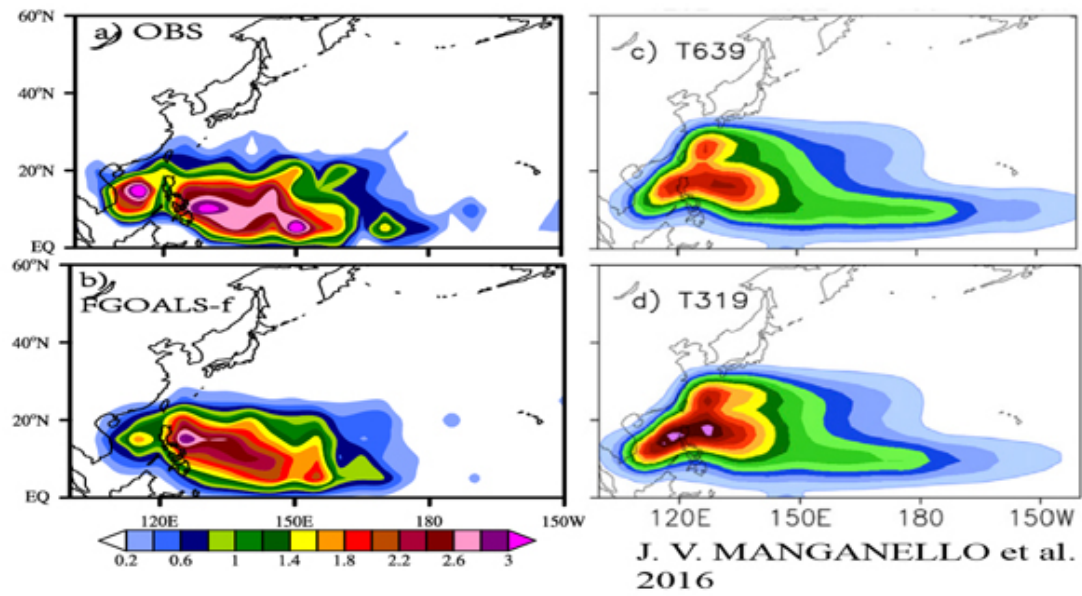 60°N
a) OBS
40°N
20°N
EQ
60°N
b)
FGOALS-f
40°N
20°N
EQ
120E 150E 180 150W
0.2 0.6 1 1.4 1.8 2.2 2.6 3
c) T639
d) T319
120E 150E 180 150W
J. V. MANGANELLO et al.
2016